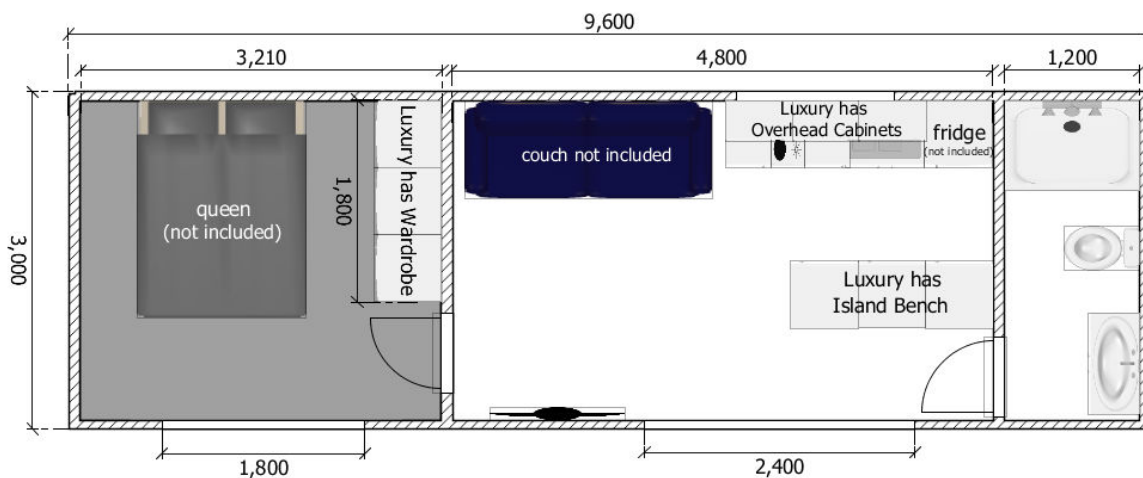 9,600
3,210
4,800
1,200
3,000
queen
(not included)
1,800
Luxury has Wardrobe
couch not included
Luxury has
Overhead Cabinets
fridge
(not included)
Luxury has
Island Bench
1,800
2,400